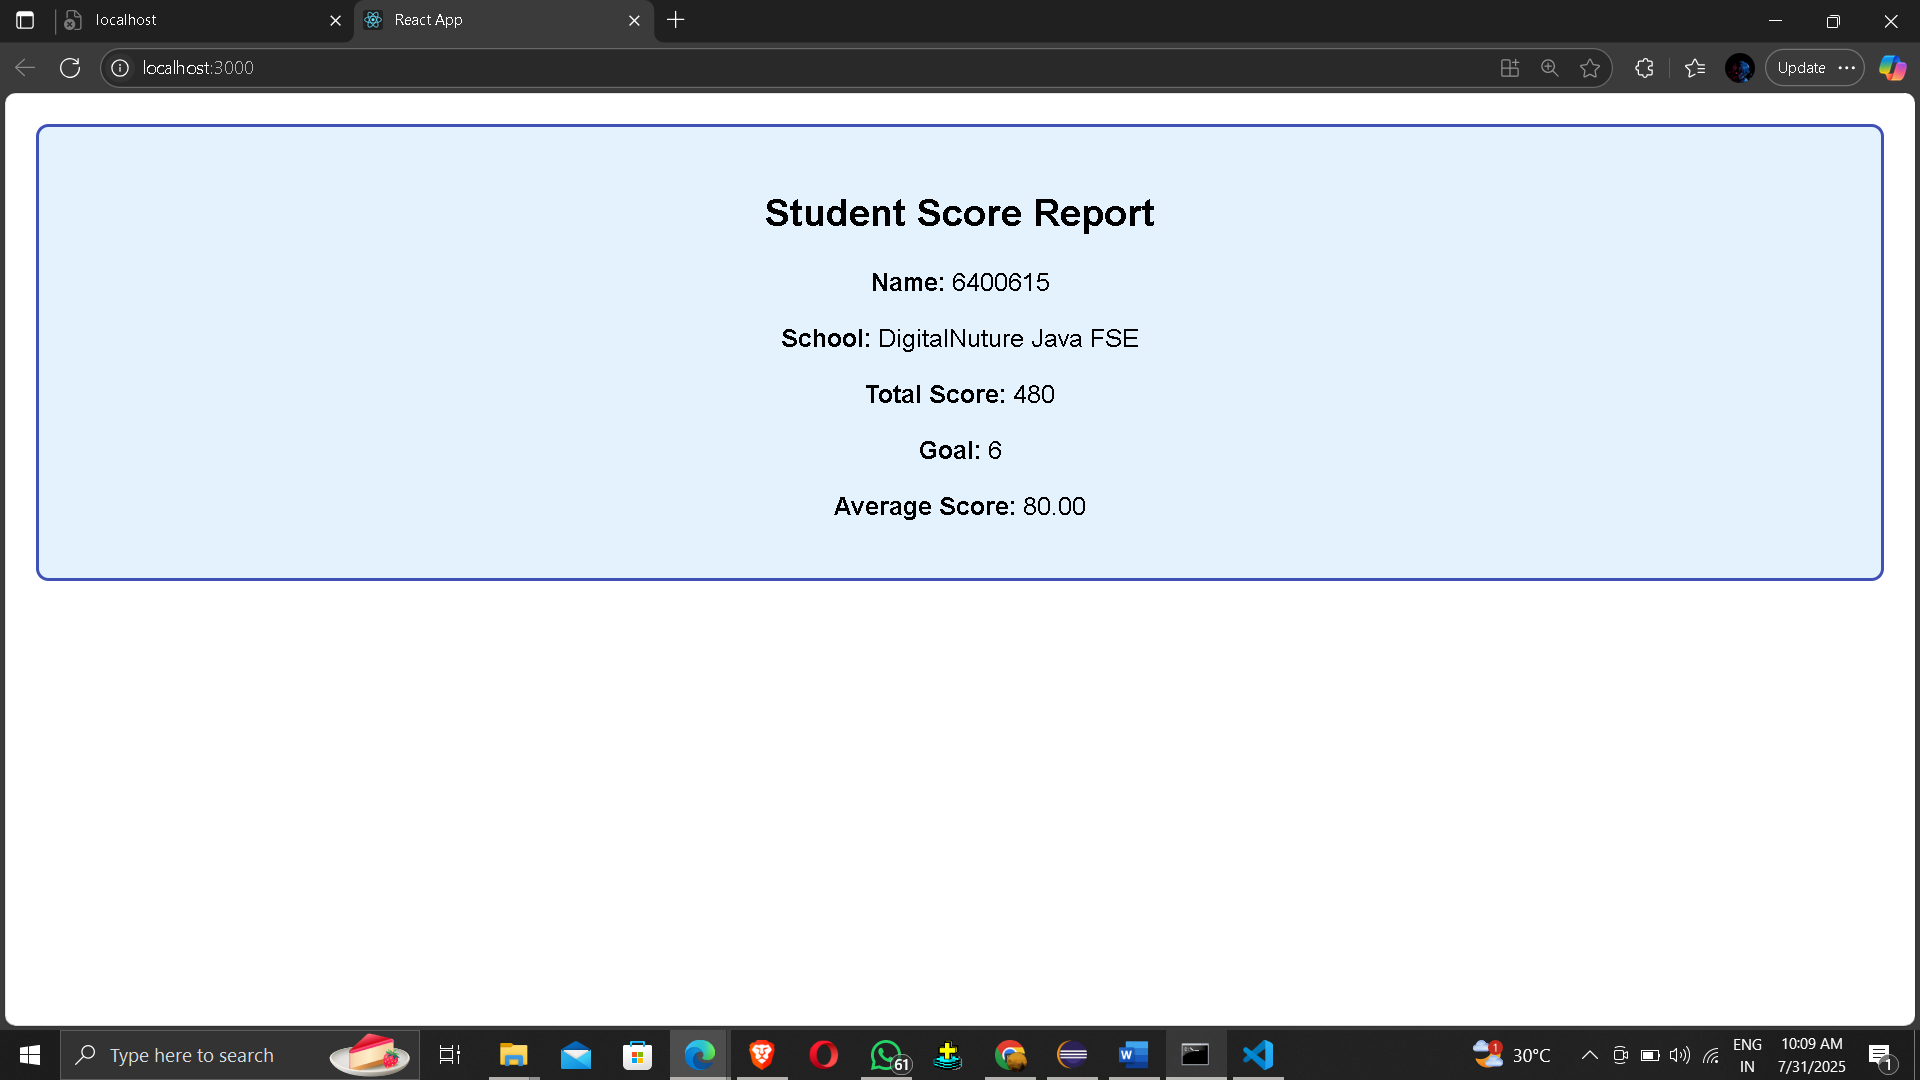 localhost
React App
localhost:3000
Update
Student Score Report
Name: 6400615
School: DigitalNuture Java FSE
Total Score: 480
Goal: 6
Average Score: 80.00
Type here to search
61
W
1
30°C
ENG
IN
10:09 AM
7/31/2025
1